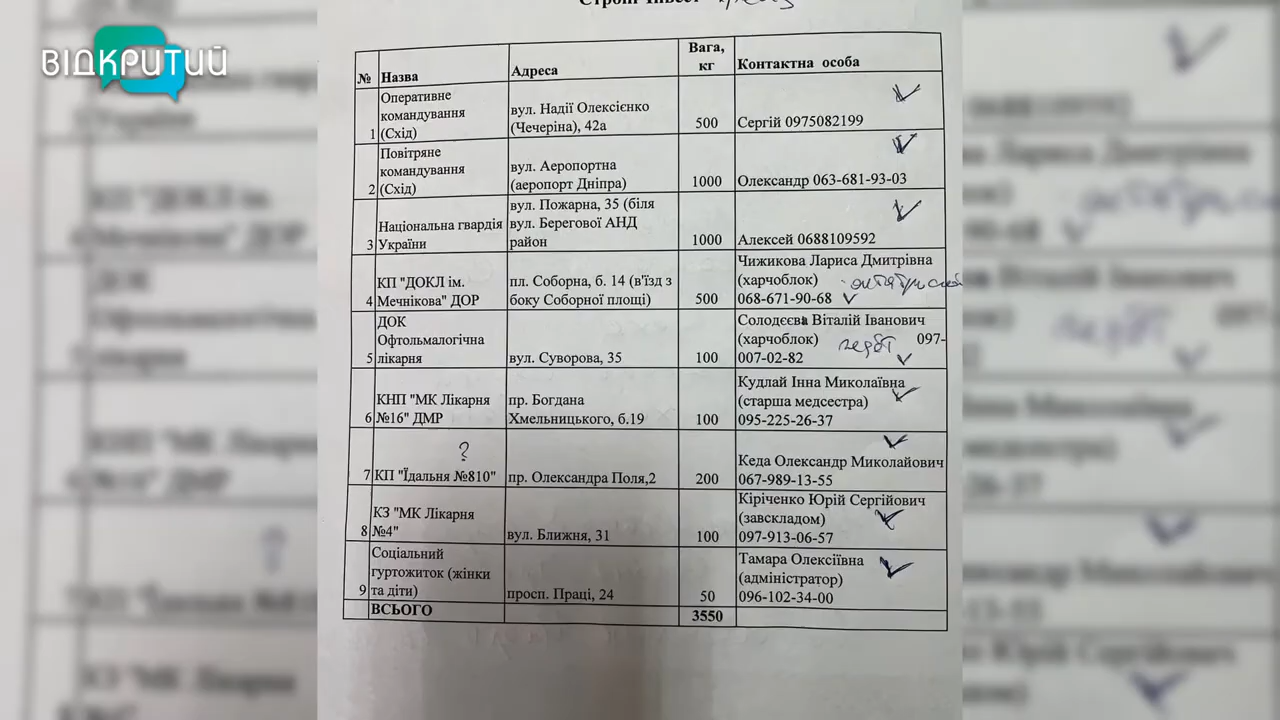 ВІДКРИТИЙ
№ Назва Адреса Вага, кг Контактна особа
1 Оперативне командування (Схід) вул. Надії Олексієнко (Чечеріна), 42а 500 Сергій 0975082199
2 Повітряне командування (Схід) вул. Аеропортна (аеропорт Дніпра) 1000 Олександр 063-681-93-03
3 Національна гвардія України вул. Пожарна, 35 (біля вул. Берегової АНД район 1000 Алексей 0688109592
4 КП "ДОКЛ ім. Мечнікова" ДОР пл. Соборна, б. 14 (в'їзд з боку Соборної площі) 500 Чижикова Лариса Дмитрівна (харчоблок) 068-671-90-68
5 ДОК Офтольмалогічна лікарня вул. Суворова, 35 100 Солодєєва Віталій Іванович (харчоблок) 097-007-02-82
6 КНП "МК Лікарня №16" ДМР пр. Богдана Хмельницького, б.19 100 Кудлай Інна Миколаївна (старша медсестра) 095-225-26-37
?
7 КП "Їдальня №810" пр. Олександра Поля,2 200 Кеда Олександр Миколайович 067-989-13-55
8 КЗ "МК Лікарня №4" вул. Ближня, 31 100 Кіріченко Юрій Сергійович (завскладом) 097-913-06-57
9 Соціальний гуртожиток (жінки та діти) просп. Праці, 24 50 Тамара Олексіївна (адміністратор) 096-102-34-00
ВСЬОГО 3550